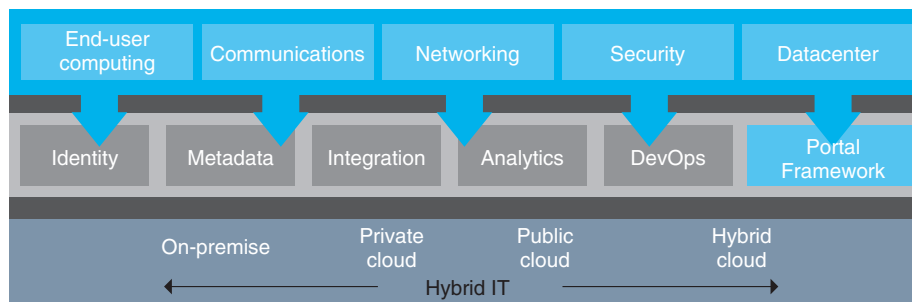 End-user
computing
Communications
Networking
Security
Datacenter
Identity
Metadata
Integration
Analytics
DevOps
Portal
Framework
On-premise
Private
cloud
Public
cloud
Hybrid
cloud
Hybrid IT